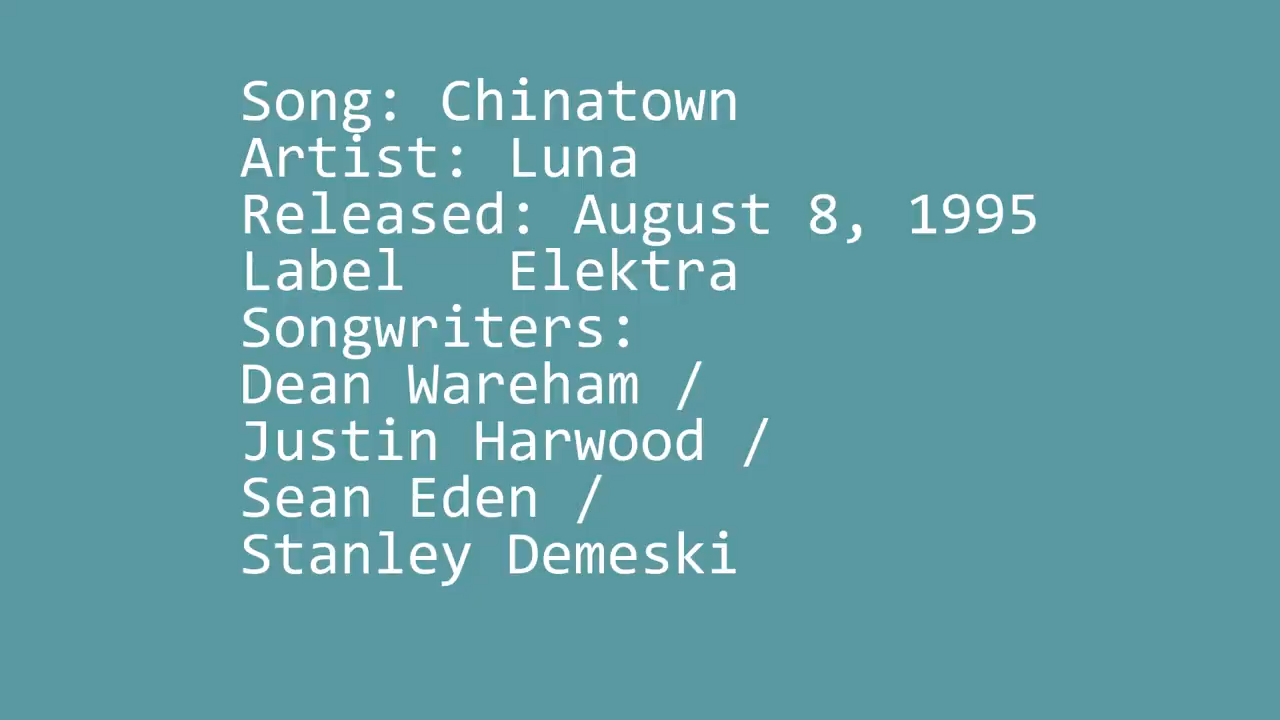 Song: Chinatown
Artist: Luna
Released: August 8, 1995
Label   Elektra
Songwriters:
Dean Wareham /
Justin Harwood /
Sean Eden /
Stanley Demeski